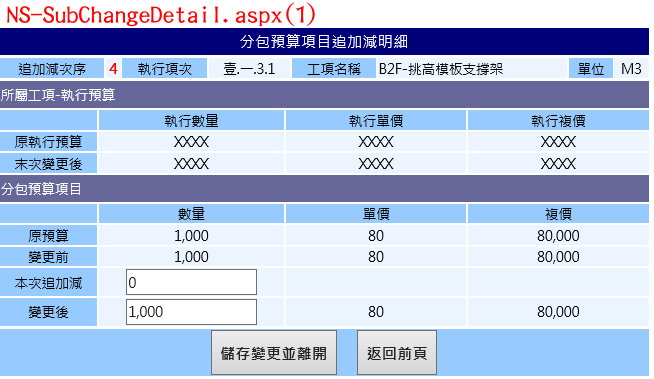 NS-SubChangeDetail.aspx(1)
分包預算項目追加減明細
追加減次序 4 執行項次 壹.一.3.1 工項名稱 B2F-挑高模板支撐架 單位 M3
所屬工項-執行預算
執行數量 執行單價 執行複價
原執行預算 XXXX XXXX XXXX
末次變更後 XXXX XXXX XXXX
分包預算項目
數量 單價 複價
原預算 1,000 80 80,000
變更前 1,000 80 80,000
本次追加減 0
變更後 1,000 80 80,000
儲存變更並離開 返回前頁